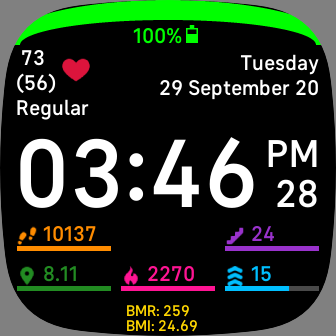 100%
73
(56)
Regular
Tuesday
29 September 20
03:46 PM
28
10137
24
8.11
2270
15
BMR: 259
BMI: 24.69